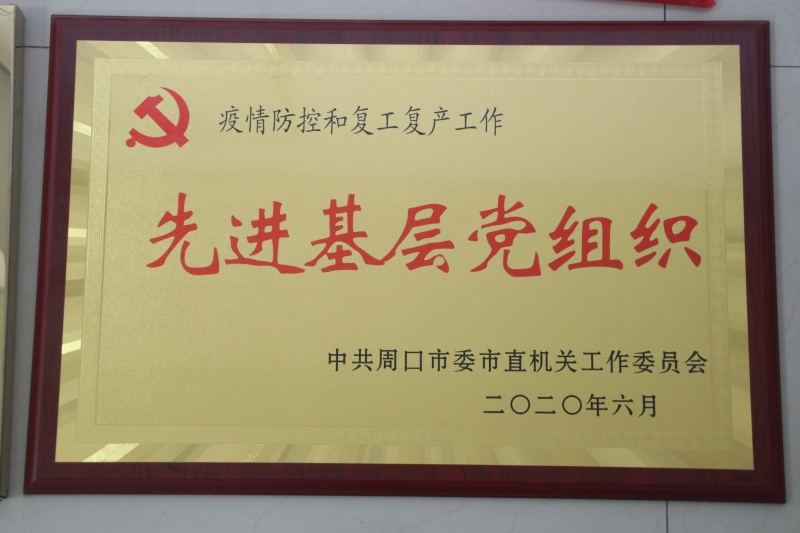 疫情防控和复工复产工作
先进基层党组织
中共周口市委市直机关工作委员会
二〇二〇年六月